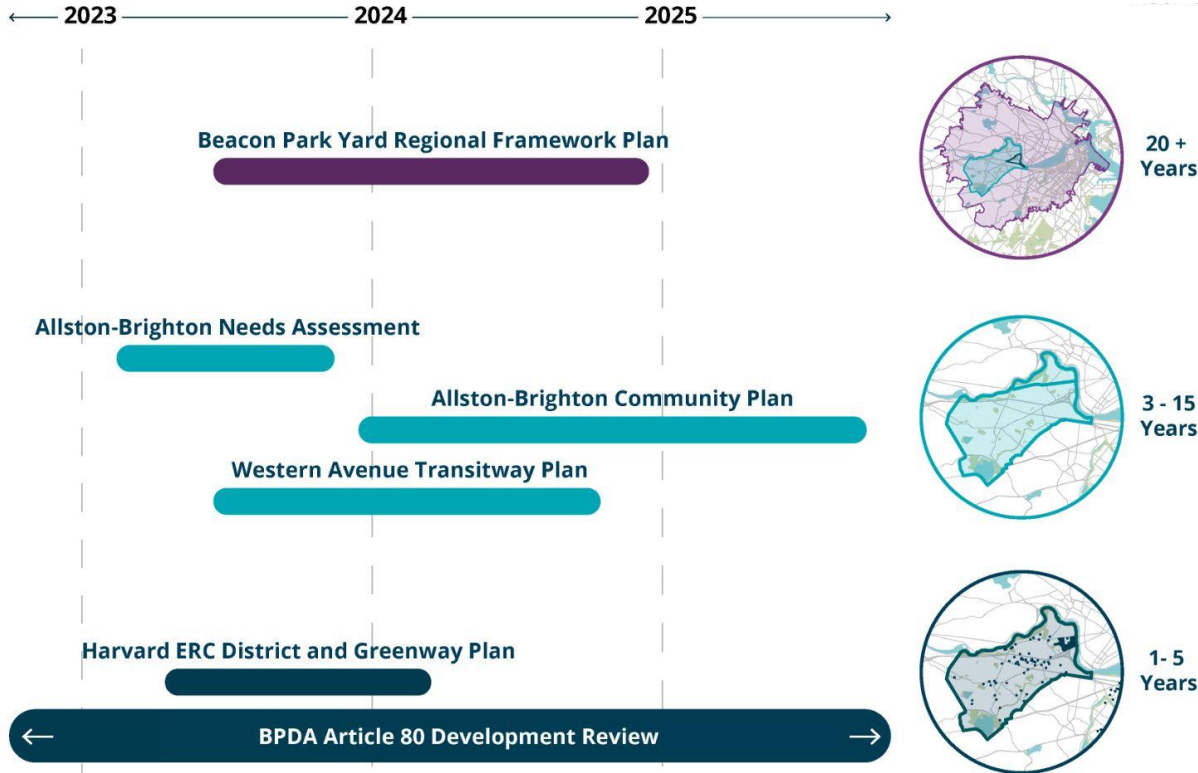 2023 2024 2025
Beacon Park Yard Regional Framework Plan
20 +
Years
Allston-Brighton Needs Assessment
Allston-Brighton Community Plan
Western Avenue Transitway Plan
3 - 15
Years
Harvard ERC District and Greenway Plan
BPDA Article 80 Development Review
1- 5
Years